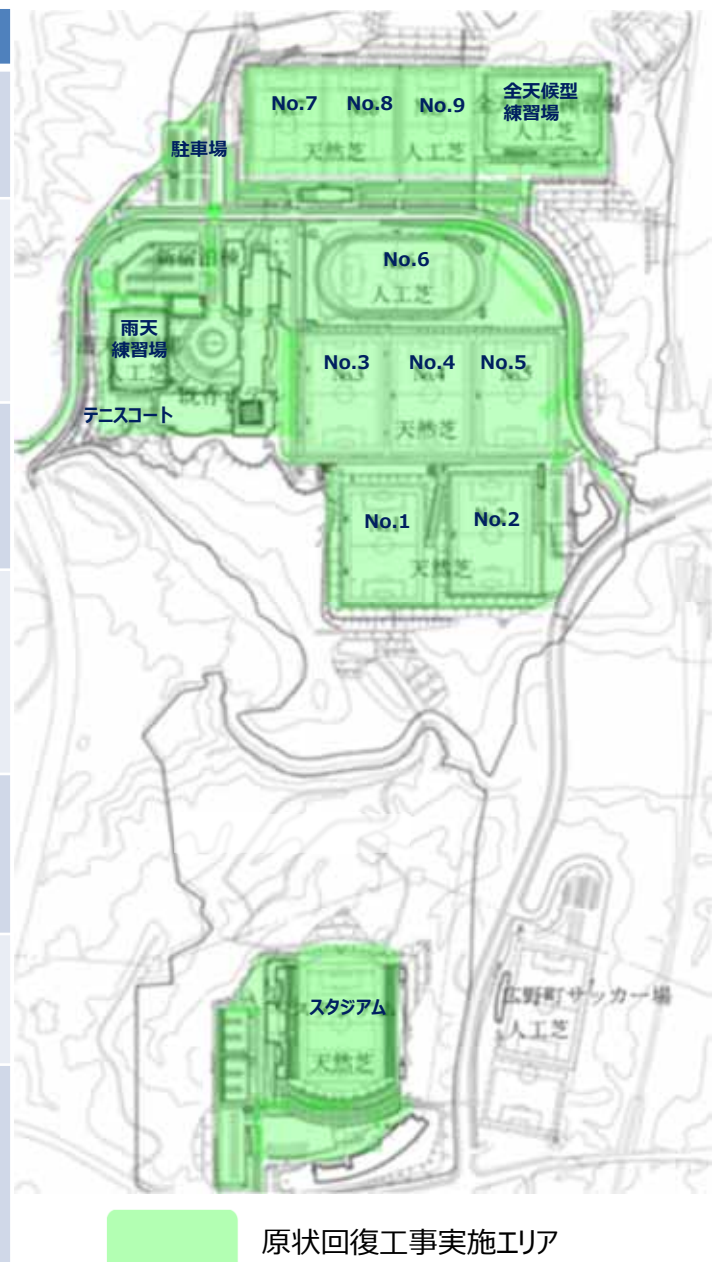 No.7 No.8 No.9
全天候型
練習場
人工芝
駐車場
天然芝 人工芝
No.6
人工芝
雨天
練習場
No.3 No.4 No.5
テニスコート
天然芝
No.1 No.2
天然芝
スタジアム
天然芝
広野町サッカー場
人工芝
原状回復工事実施エリア